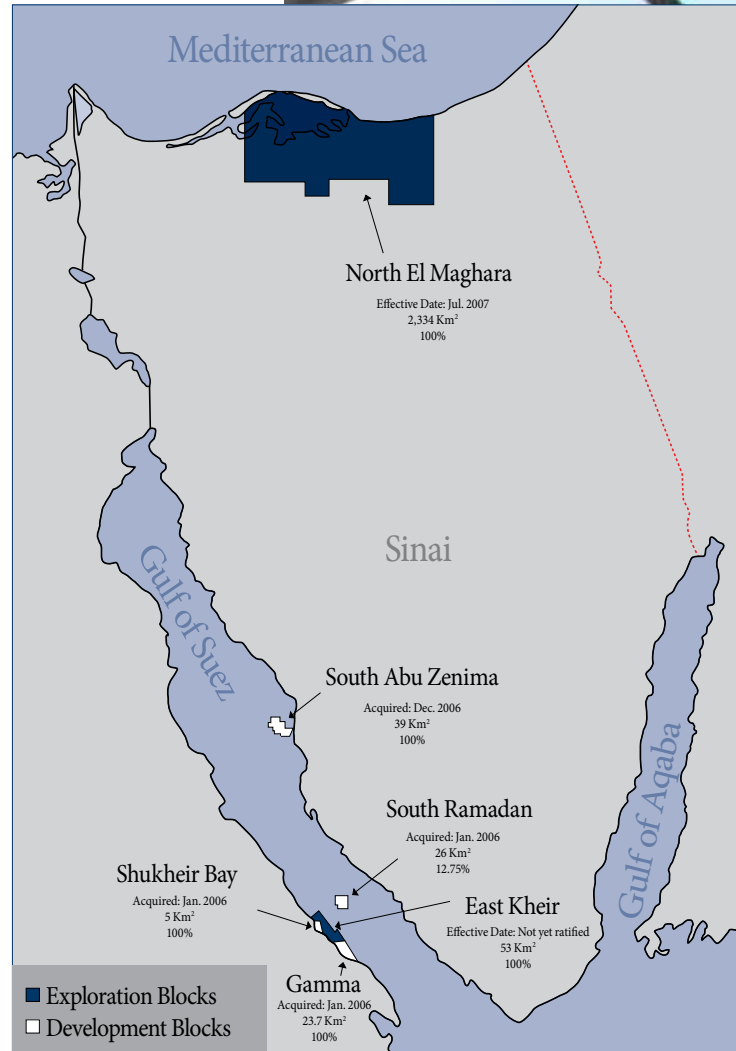 Mediterranean Sea
North El Maghara
Effective Date: Jul. 2007
2,334 Km²
100%
Sinai
Gulf of Suez
Gulf of Aqaba
South Abu Zenima
Acquired: Dec. 2006
39 Km²
100%
South Ramadan
Acquired: Jan. 2006
26 Km²
12.75%
Shukheir Bay
Acquired: Jan. 2006
5 Km²
100%
East Kheir
Effective Date: Not yet ratified
53 Km²
100%
Gamma
Acquired: Jan. 2006
23.7 Km²
100%
Exploration Blocks
Development Blocks